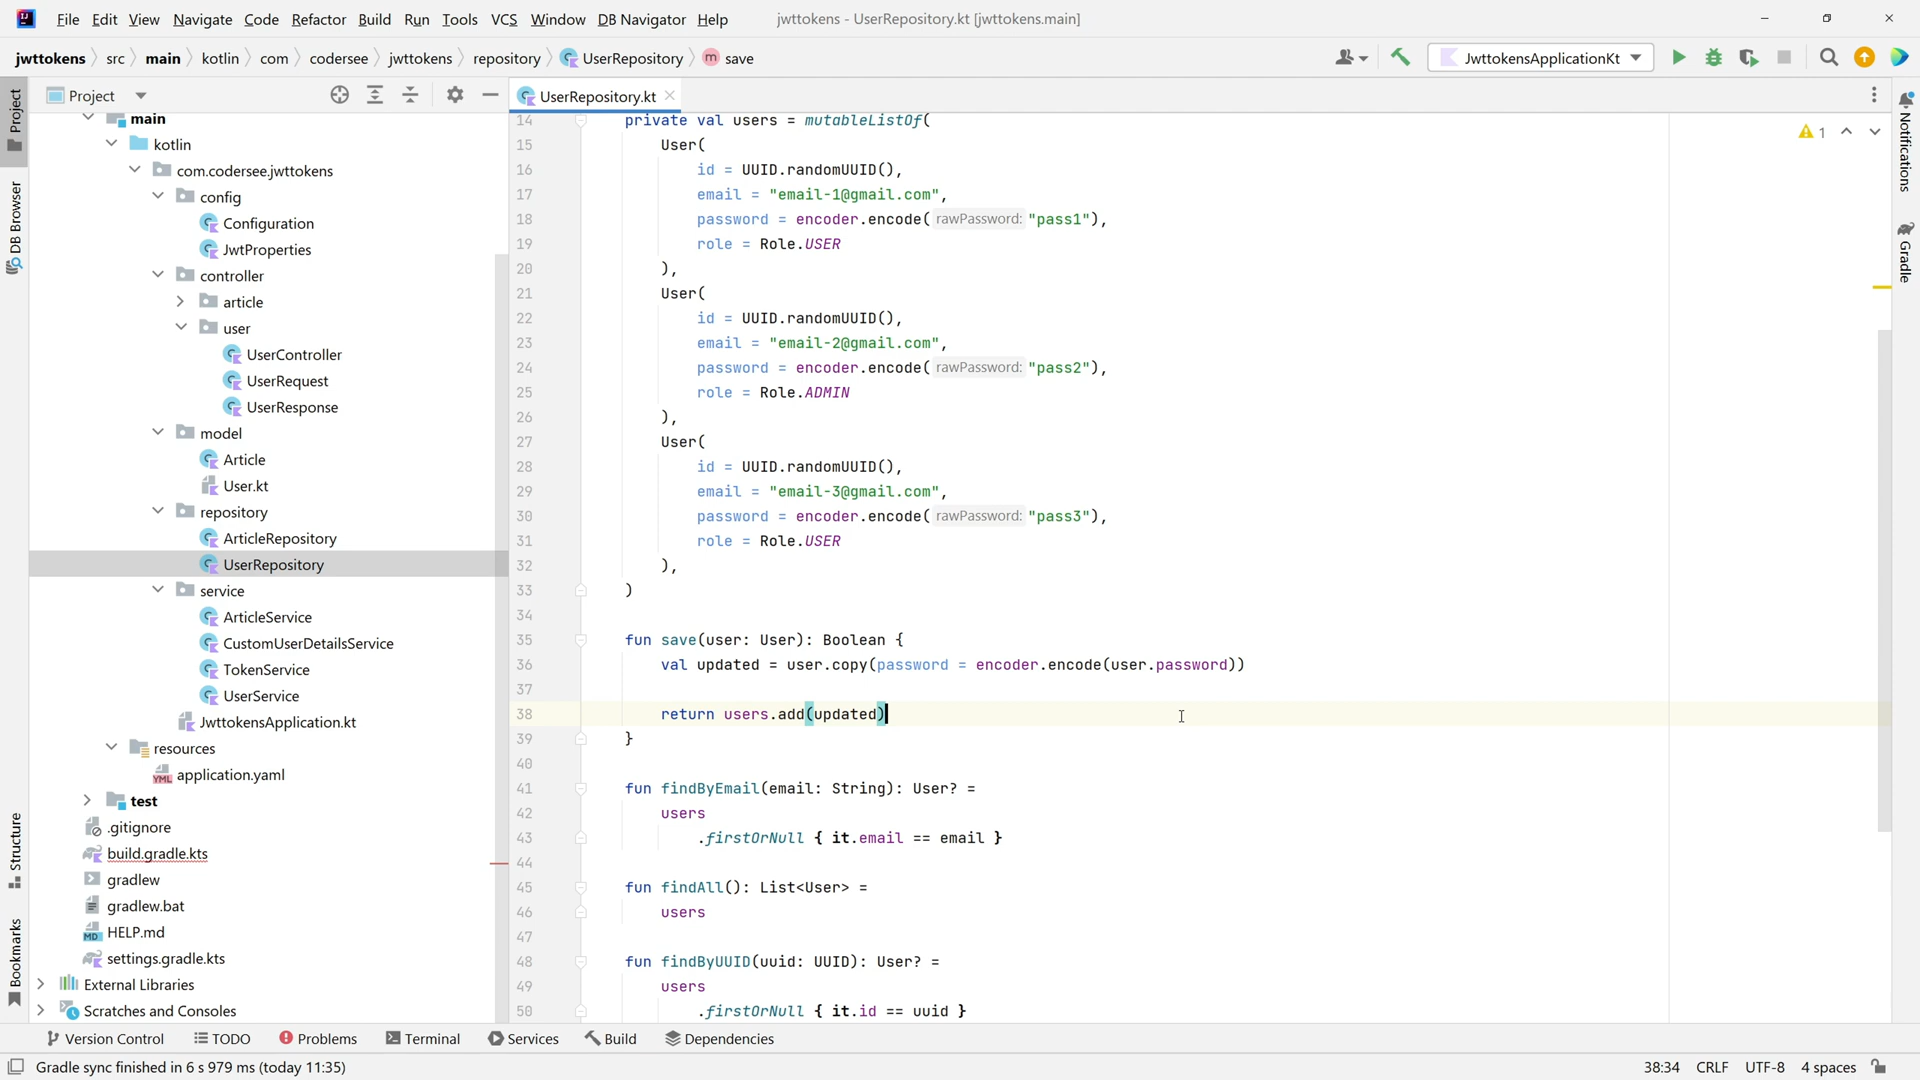 File Edit View Navigate Code Refactor Build Run Tools VCS Window DB Navigator Help jwttokens - UserRepository.kt [jwttokens.main]
jwttokens src main kotlin com codersee jwttokens repository UserRepository save JwttokensApplicationKt
Project
UserRepository.kt
Project
DB Browser
Structure
Bookmarks
main
kotlin
com.codersee.jwttokens
config
Configuration
JwtProperties
controller
article
user
UserController
UserRequest
UserResponse
model
Article
User.kt
repository
ArticleRepository
UserRepository
service
ArticleService
CustomUserDetailsService
TokenService
UserService
JwttokensApplication.kt
resources
application.yaml
test
.gitignore
build.gradle.kts
gradlew
gradlew.bat
HELP.md
settings.gradle.kts
External Libraries
Scratches and Consoles
1
14 private val users = mutableListOf(
15 User(
16 id = UUID.randomUUID(),
17 email = "email-1@gmail.com",
18 password = encoder.encode( rawPassword: "pass1"),
19 role = Role.USER
20 ),
21 User(
22 id = UUID.randomUUID(),
23 email = "email-2@gmail.com",
24 password = encoder.encode( rawPassword: "pass2"),
25 role = Role.ADMIN
26 ),
27 User(
28 id = UUID.randomUUID(),
29 email = "email-3@gmail.com",
30 password = encoder.encode( rawPassword: "pass3"),
31 role = Role.USER
32 ),
33 )
34
35 fun save(user: User): Boolean {
36 val updated = user.copy(password = encoder.encode(user.password))
37
38 return users.add(updated)
39 }
40
41 fun findByEmail(email: String): User? =
42 users
43 .firstOrNull { it.email == email }
44
45 fun findAll(): List<User> =
46 users
47
48 fun findByUUID(uuid: UUID): User? =
49 users
50 .firstOrNull { it.id == uuid }
Notifications
Gradle
Version Control TODO Problems Terminal Services Build Dependencies
Gradle sync finished in 6 s 979 ms (today 11:35) 38:34 CRLF UTF-8 4 spaces